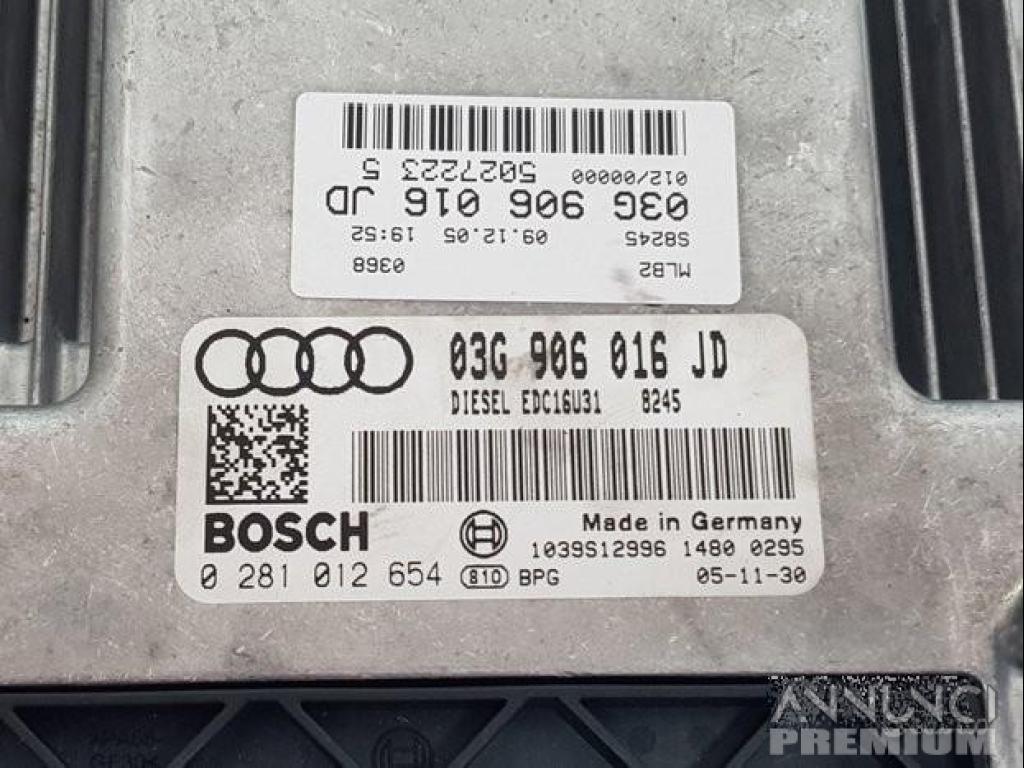 MLB2 0368
S8245 09.12.05 19:52
03G 906 016 JD
012/00000 5027223 5
03G 906 016 JD
DIESEL EDC16U31 8245
BOSCH
Made in Germany
1039S12996 1480 0295
0 281 012 654 810 BPG 05-11-30
ANNUNCI
PREMIUM